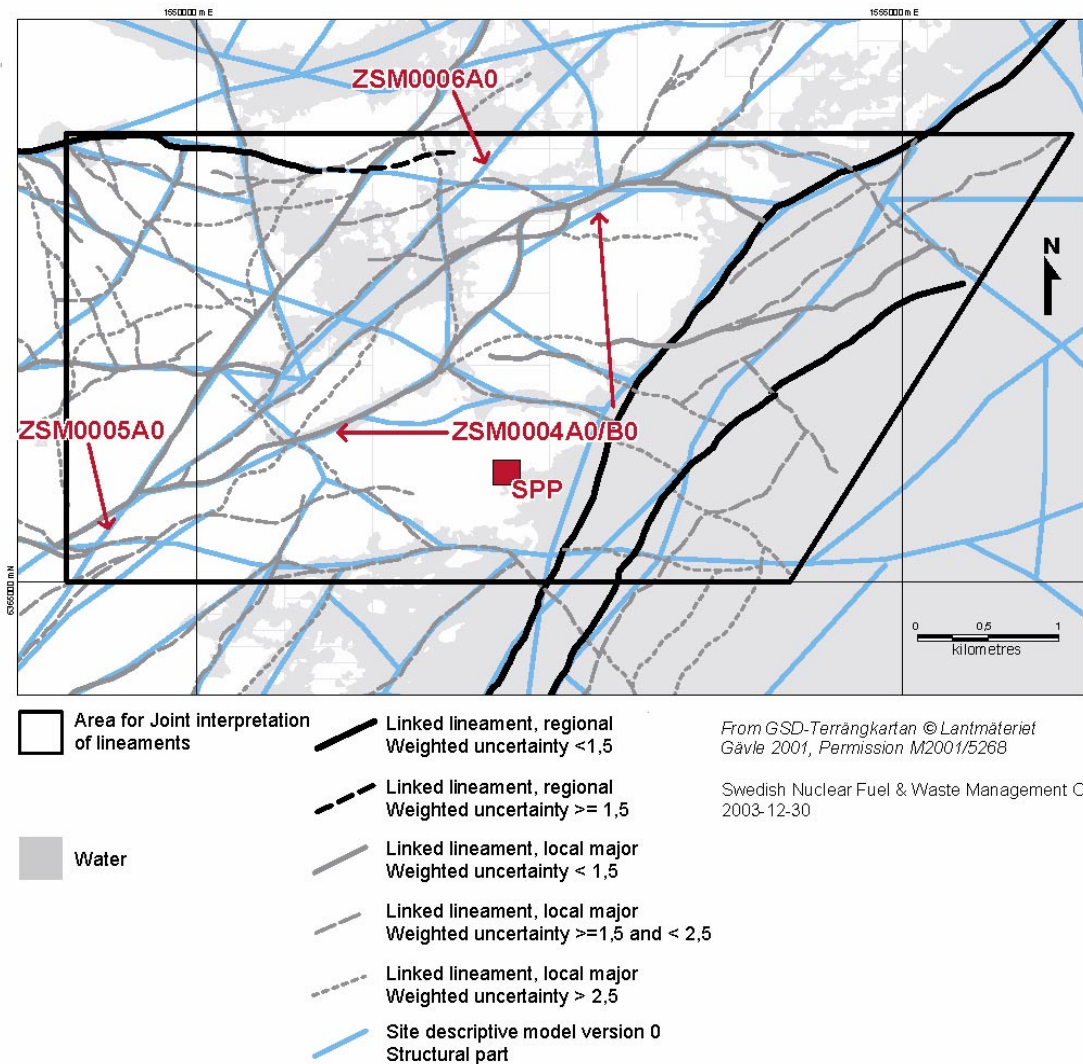 1550000 m E
1555000 m E
ZSM0006A0
N
ZSM0005A0
ZSM0004A0/B0
SPP
6365000 mN
0 0,5 1
kilometres
Area for Joint interpretation
of lineaments
Water
Linked lineament, regional
Weighted uncertainty <1,5
Linked lineament, regional
Weighted uncertainty >= 1,5
Linked lineament, local major
Weighted uncertainty < 1,5
Linked lineament, local major
Weighted uncertainty >=1,5 and < 2,5
Linked lineament, local major
Weighted uncertainty > 2,5
Site descriptive model version 0
Structural part
From GSD-Terrängkartan © Lantmäteriet
Gävle 2001, Permission M2001/5268
Swedish Nuclear Fuel & Waste Management
2003-12-30